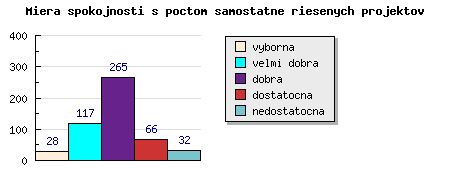 Miera spokojnosti s poctom samostatne riesenych projektov
400
300
200
100
0
28
117
265
66
32
vyborna
velmi dobra
dobra
dostatocna
nedostatocna